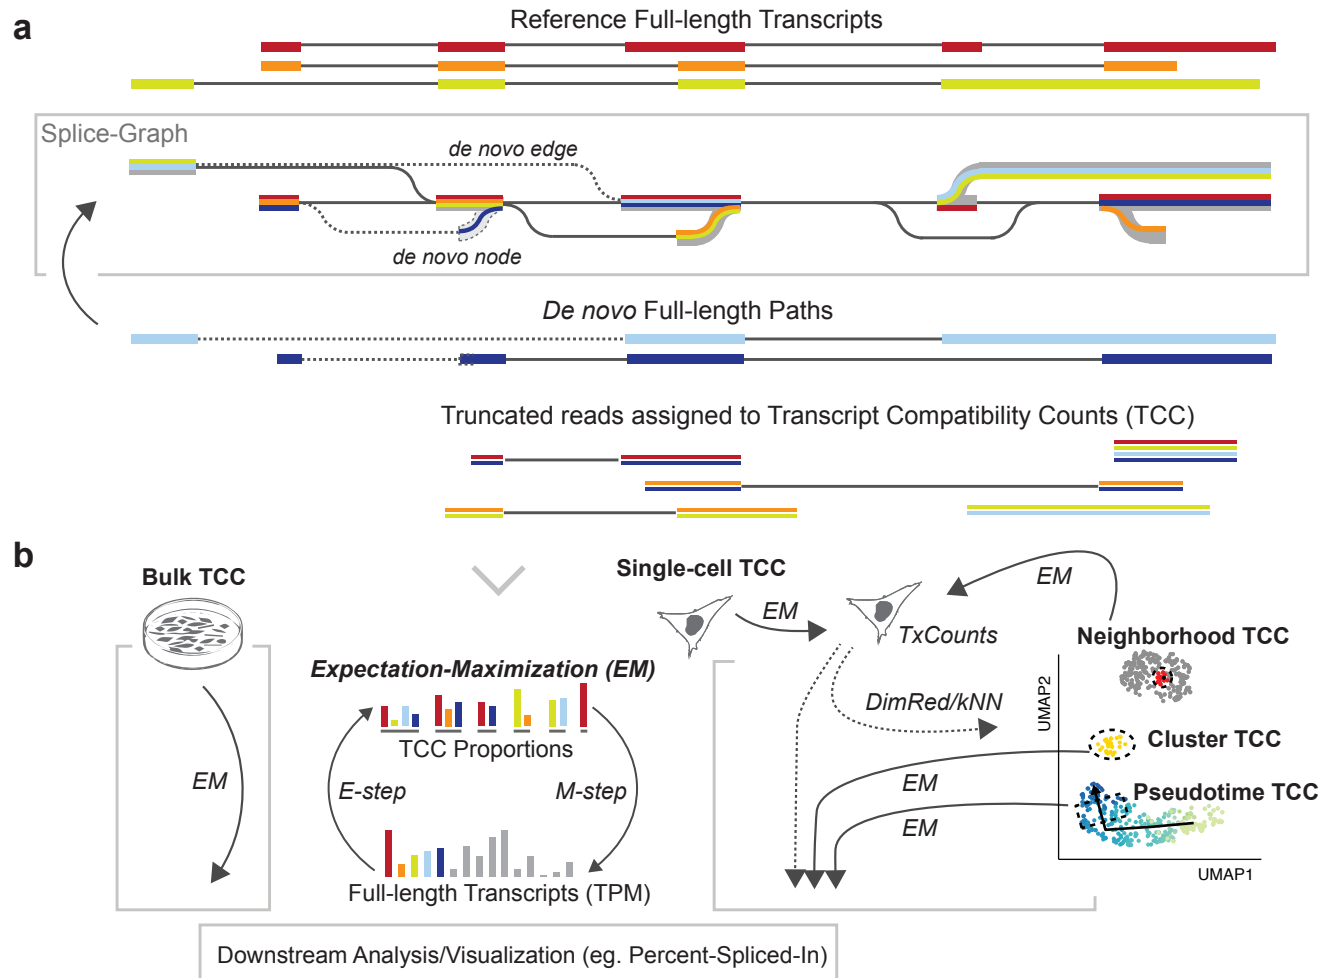 a
Reference Full-length Transcripts
Splice-Graph
de novo edge
de novo node
De novo Full-length Paths
Truncated reads assigned to Transcript Compatibility Counts (TCC)
b
Bulk TCC
EM
Expectation-Maximization (EM)
TCC Proportions
E-step
M-step
Full-length Transcripts (TPM)
Single-cell TCC
EM
TxCounts
EM
DimRed/kNN
Neighborhood TCC
Cluster TCC
Pseudotime TCC
EM
EM
UMAP2
UMAP1
Downstream Analysis/Visualization (eg. Percent-Spliced-In)